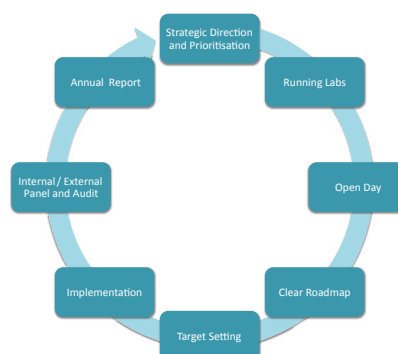 Strategic Direction
and Prioritisation
Running Labs
Open Day
Clear Roadmap
Target Setting
Implementation
Internal / External
Panel and Audit
Annual Report